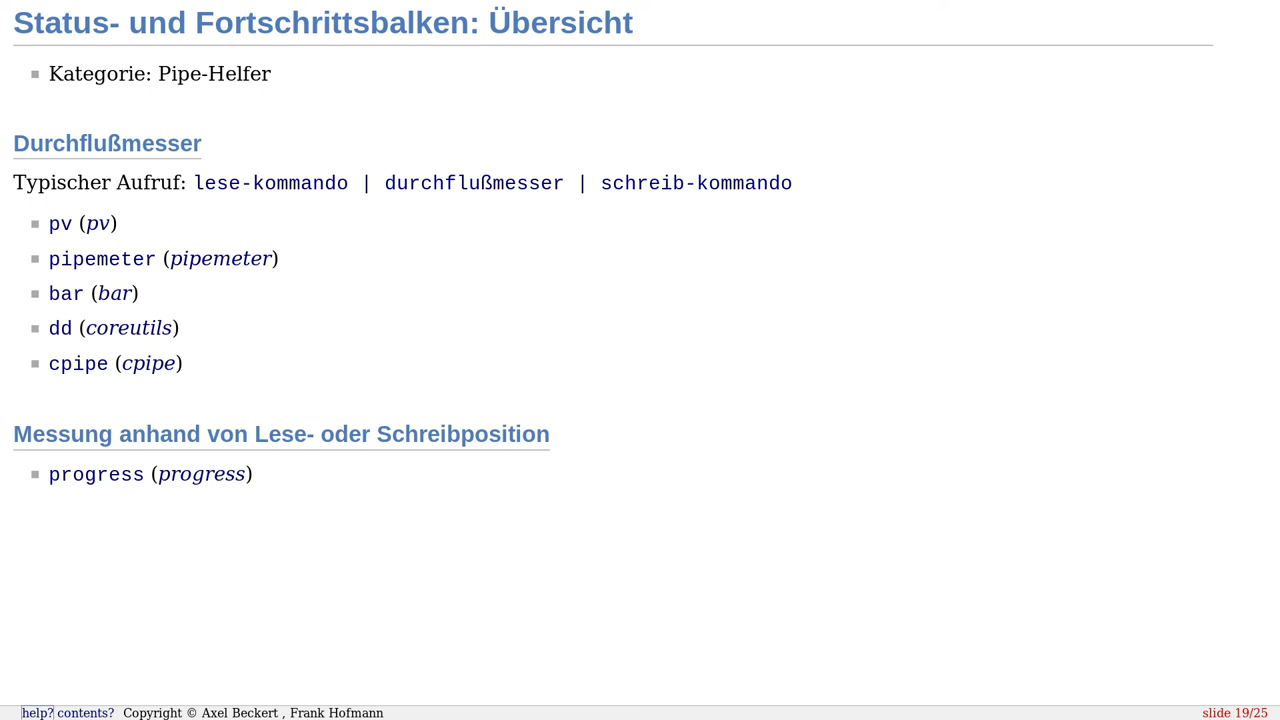 Status- und Fortschrittsbalken: Übersicht
Kategorie: Pipe-Helfer
Durchflußmesser
Typischer Aufruf: lese-kommando | durchflußmesser | schreib-kommando
pv (pv)
pipemeter (pipemeter)
bar (bar)
dd (coreutils)
cpipe (cpipe)
Messung anhand von Lese- oder Schreibposition
progress (progress)
help? contents? Copyright © Axel Beckert , Frank Hofmann slide 19/25